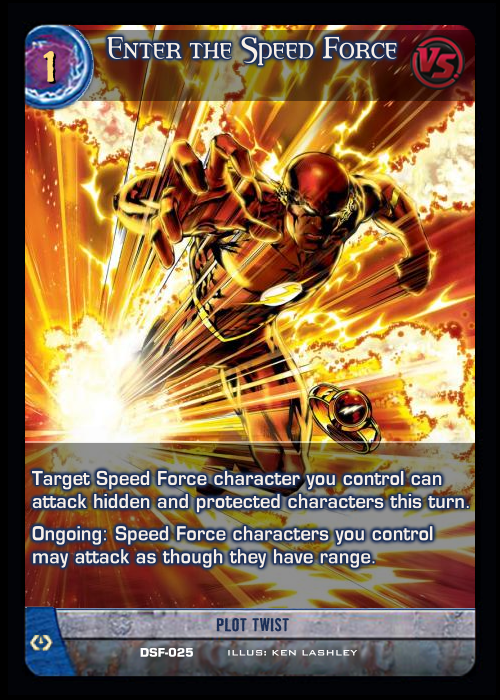 1
Enter the Speed Force
VS
Target Speed Force character you control can
attack hidden and protected characters this turn.
Ongoing: Speed Force characters you control
may attack as though they have range.
PLOT TWIST
DSF-025 ILLUS: KEN LASHLEY